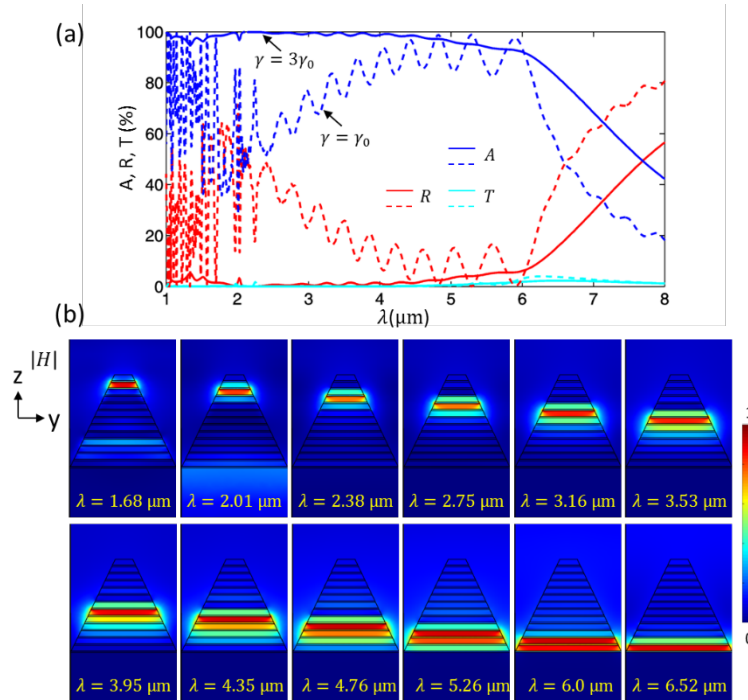 (a)
A, R, T (%)
100
80
60
40
20
0
γ = 3γ₀
γ = γ₀
A
R
T
1 2 3 4 5 6 7 8
λ(μm)
(b)
|H|
z
y
λ = 1.68 μm λ = 2.01 μm λ = 2.38 μm λ = 2.75 μm λ = 3.16 μm λ = 3.53 μm
λ = 3.95 μm λ = 4.35 μm λ = 4.76 μm λ = 5.26 μm λ = 6.0 μm λ = 6.52 μm
1
0